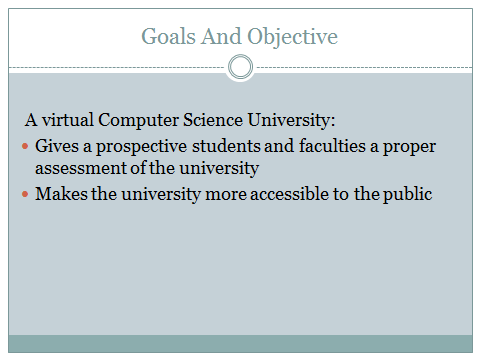 Goals And Objective
A virtual Computer Science University:
• Gives a prospective students and faculties a proper
assessment of the university
• Makes the university more accessible to the public